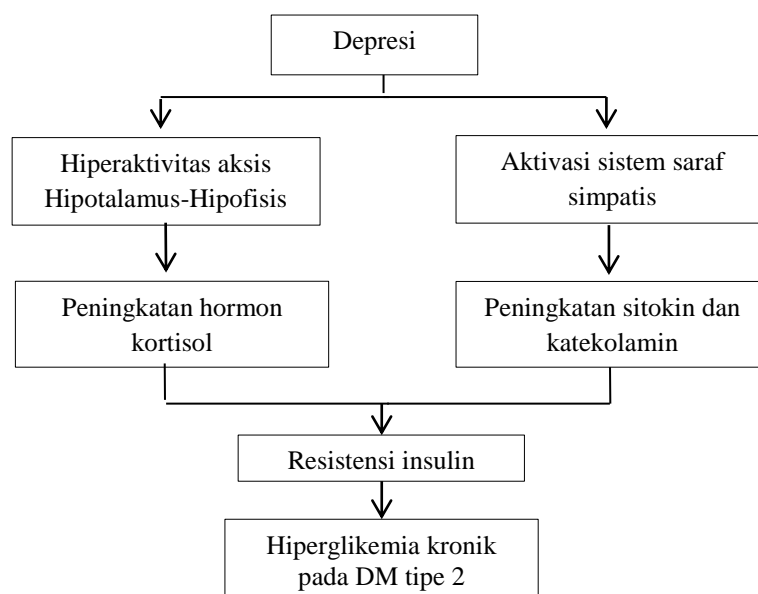 Depresi
Hiperaktivitas aksis
Hipotalamus-Hipofisis
Aktivasi sistem saraf
simpatis
Peningkatan hormon
kortisol
Peningkatan sitokin dan
katekolamin
Resistensi insulin
Hiperglikemia kronik
pada DM tipe 2